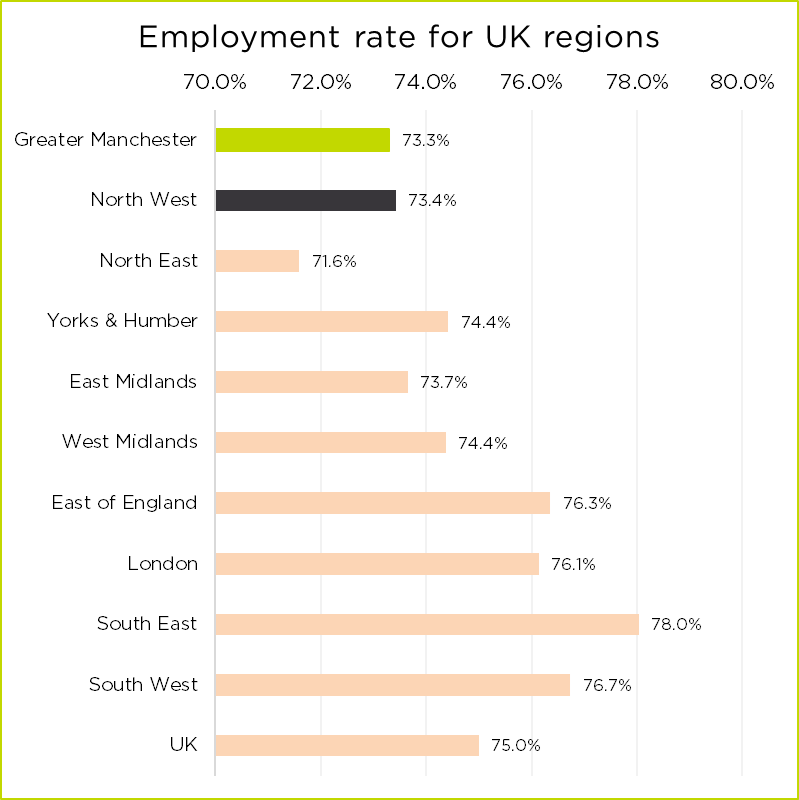 Employment rate for UK regions
70.0% 72.0% 74.0% 76.0% 78.0% 80.0%
Greater Manchester 73.3%
North West 73.4%
North East 71.6%
Yorks & Humber 74.4%
East Midlands 73.7%
West Midlands 74.4%
East of England 76.3%
London 76.1%
South East 78.0%
South West 76.7%
UK 75.0%